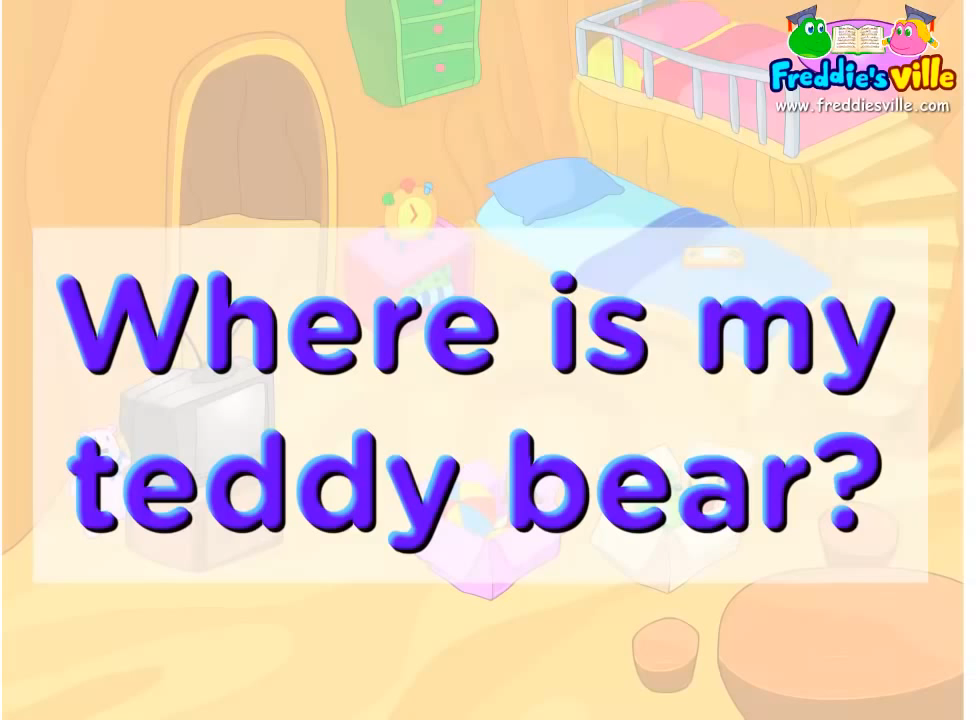 Freddie's Ville
www.freddiesville.com
Where is my
teddy bear?